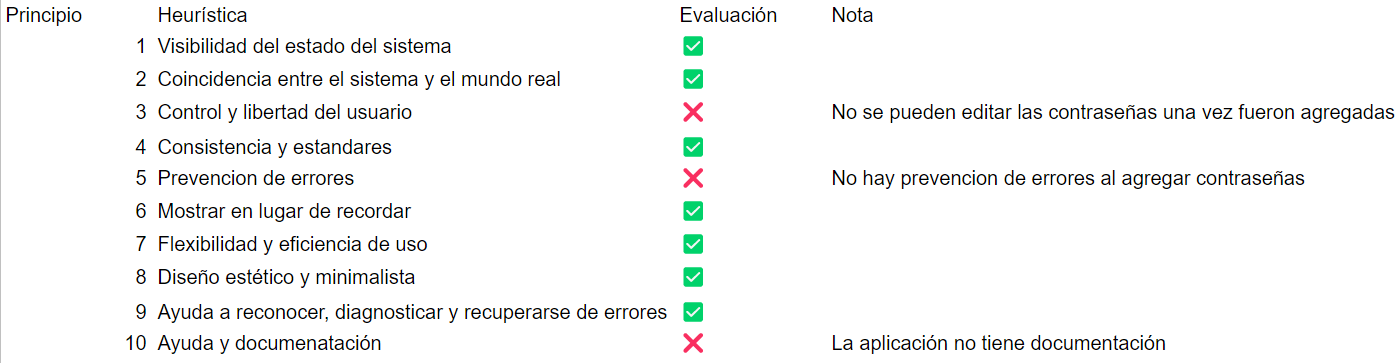 Principio Heurística Evaluación Nota
1 Visibilidad del estado del sistema ✅
2 Coincidencia entre el sistema y el mundo real ✅
3 Control y libertad del usuario ❌ No se pueden editar las contraseñas una vez fueron agregadas
4 Consistencia y estandares ✅
5 Prevencion de errores ❌ No hay prevencion de errores al agregar contraseñas
6 Mostrar en lugar de recordar ✅
7 Flexibilidad y eficiencia de uso ✅
8 Diseño estético y minimalista ✅
9 Ayuda a reconocer, diagnosticar y recuperarse de errores ✅
10 Ayuda y documenatación ❌ La aplicación no tiene documentación